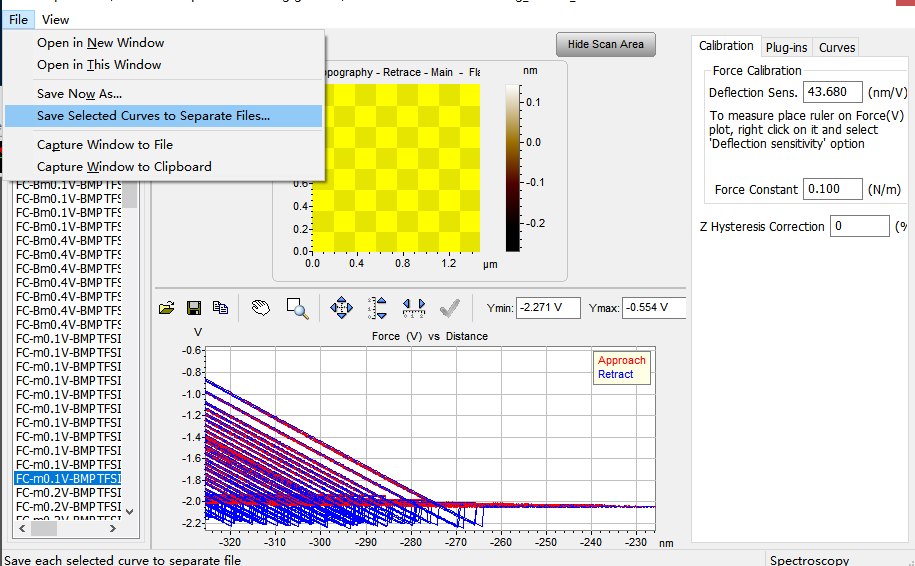 File View
Open in New Window
Open in This Window
Save Now As...
Save Selected Curves to Separate Files...
Capture Window to File
Capture Window to Clipboard
Hide Scan Area
opography - Retrace - Main - Fla
nm
0.1
0.0
-0.1
-0.2
0.6
0.4
0.2
0.0
0.0 0.4 0.8 1.2 µm
Calibration Plug-ins Curves
Force Calibration
Deflection Sens. 43.680 (nm/V)
To measure place ruler on Force(V)
plot, right click on it and select
'Deflection sensitivity' option
Force Constant 0.100 (N/m)
Z Hysteresis Correction 0 (%
FC-Bm0.1V-BMPTFS
FC-Bm0.1V-BMPTFS
FC-Bm0.1V-BMPTFS
FC-Bm0.4V-BMPTFS
FC-Bm0.4V-BMPTFS
FC-Bm0.4V-BMPTFS
FC-Bm0.4V-BMPTFS
FC-Bm0.4V-BMPTFS
FC-Bm0.4V-BMPTFS
FC-Bm0.4V-BMPTFS
FC-Bm0.4V-BMPTFS
FC-m0.1V-BMPTFSI
FC-m0.1V-BMPTFSI
FC-m0.1V-BMPTFSI
FC-m0.1V-BMPTFSI
FC-m0.1V-BMPTFSI
FC-m0.1V-BMPTFSI
FC-m0.1V-BMPTFSI
FC-m0.1V-BMPTFSI
FC-m0.1V-BMPTFSI
FC-m0.1V-BMPTFSI
FC-m0.1V-BMPTFSI
FC-m0.2V-BMPTFSI
FC-m0.2V-BMPTFSI
Ymin: -2.271 V Ymax: -0.554 V
V
Force (V) vs Distance
Approach
Retract
-0.6
-0.8
-1.0
-1.2
-1.4
-1.6
-1.8
-2.0
-2.2
-320 -310 -300 -290 -280 -270 -260 -250 -240 -230 nm
Save each selected curve to separate file
Spectroscopy